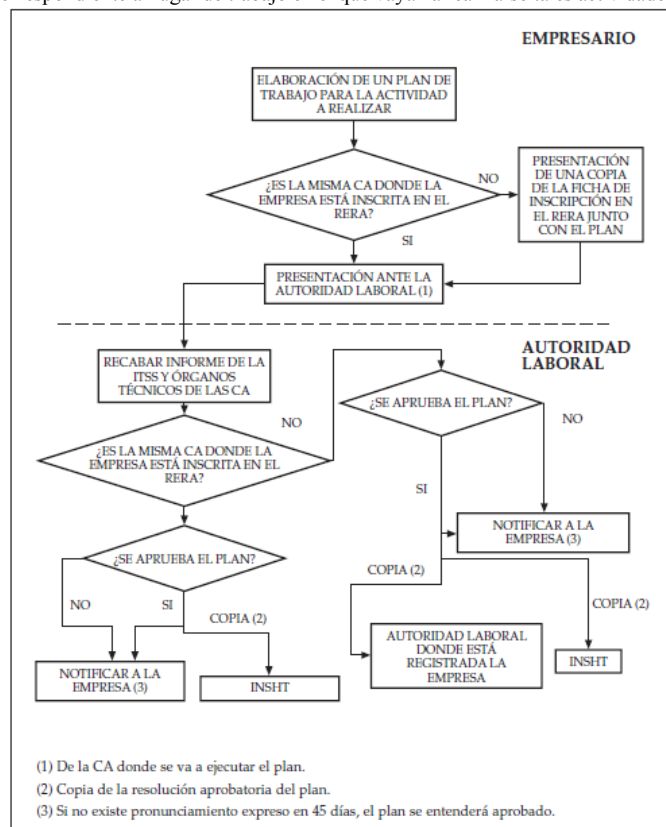 EMPRESARIO
ELABORACIÓN DE UN PLAN DE
TRABAJO PARA LA ACTIVIDAD
A REALIZAR
¿ES LA MISMA CA DONDE LA
EMPRESA ESTÁ INSCRITA EN EL
RERA?
NO
PRESENTACIÓN
DE UNA COPIA
DE LA FICHA DE
INSCRIPCIÓN EN
EL RERA JUNTO
CON EL PLAN
SI
PRESENTACIÓN ANTE LA
AUTORIDAD LABORAL (1)
AUTORIDAD
LABORAL
RECABAR INFORME DE LA
ITSS Y ÓRGANOS
TÉCNICOS DE LAS CA
NO
¿SE APRUEBA EL PLAN?
NO
¿ES LA MISMA CA DONDE LA
EMPRESA ESTÁ INSCRITA EN EL
RERA?
SI
NOTIFICAR A LA
EMPRESA (3)
¿SE APRUEBA EL PLAN?
COPIA (2)
NO
SI
COPIA (2)
COPIA (2)
AUTORIDAD LABORAL
DONDE ESTÁ
REGISTRADA LA
EMPRESA
INSHT
NOTIFICAR A LA
EMPRESA (3)
INSHT
(1) De la CA donde se va a ejecutar el plan.
(2) Copia de la resolución aprobatoria del plan.
(3) Si no existe pronunciamiento expreso en 45 días, el plan se entenderá aprobado.